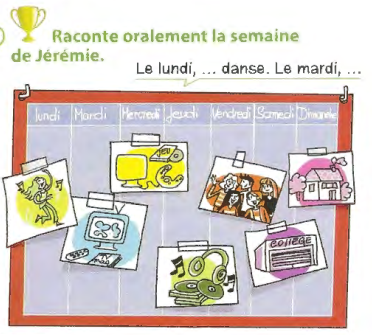 Raconte oralement la semaine
de Jérémie.
Le lundi, ... danse. Le mardi, ...
lundi Mardi Mercredi Jeudi Vendredi Samedi Dimanche
COLLEGE